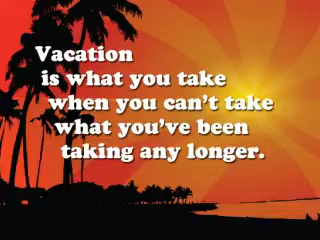 Vacation
is what you take
when you can't take
what you've been
taking any longer.